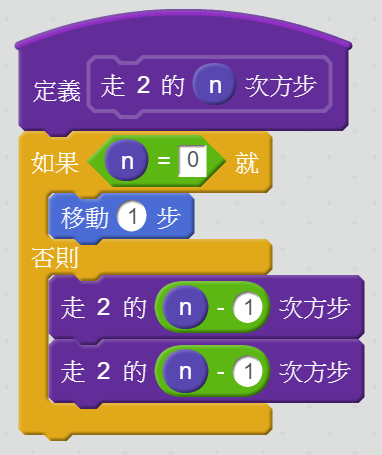 定義 走 2 的 n 次方步
如果 n = 0 就
移動 1 步
否則
走 2 的 n - 1 次方步
走 2 的 n - 1 次方步